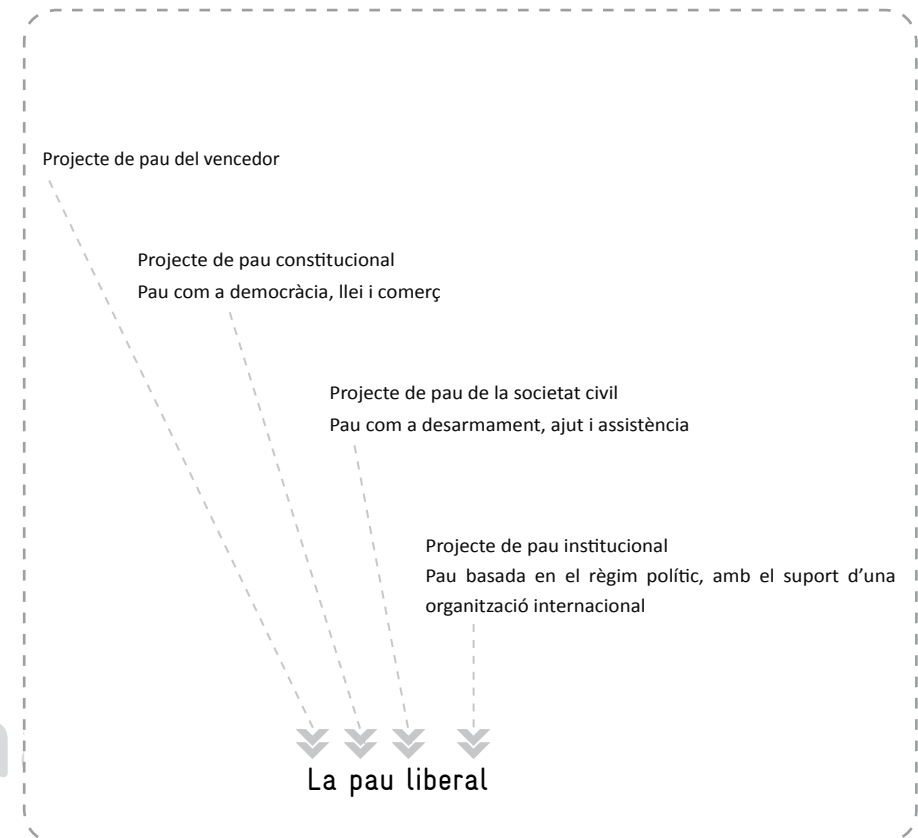 Projecte de pau del vencedor
Projecte de pau constitucional
Pau com a democràcia, llei i comerç
Projecte de pau de la societat civil
Pau com a desarmament, ajut i assistència
Projecte de pau institucional
Pau basada en el règim polític, amb el suport d’una
organització internacional
La pau liberal